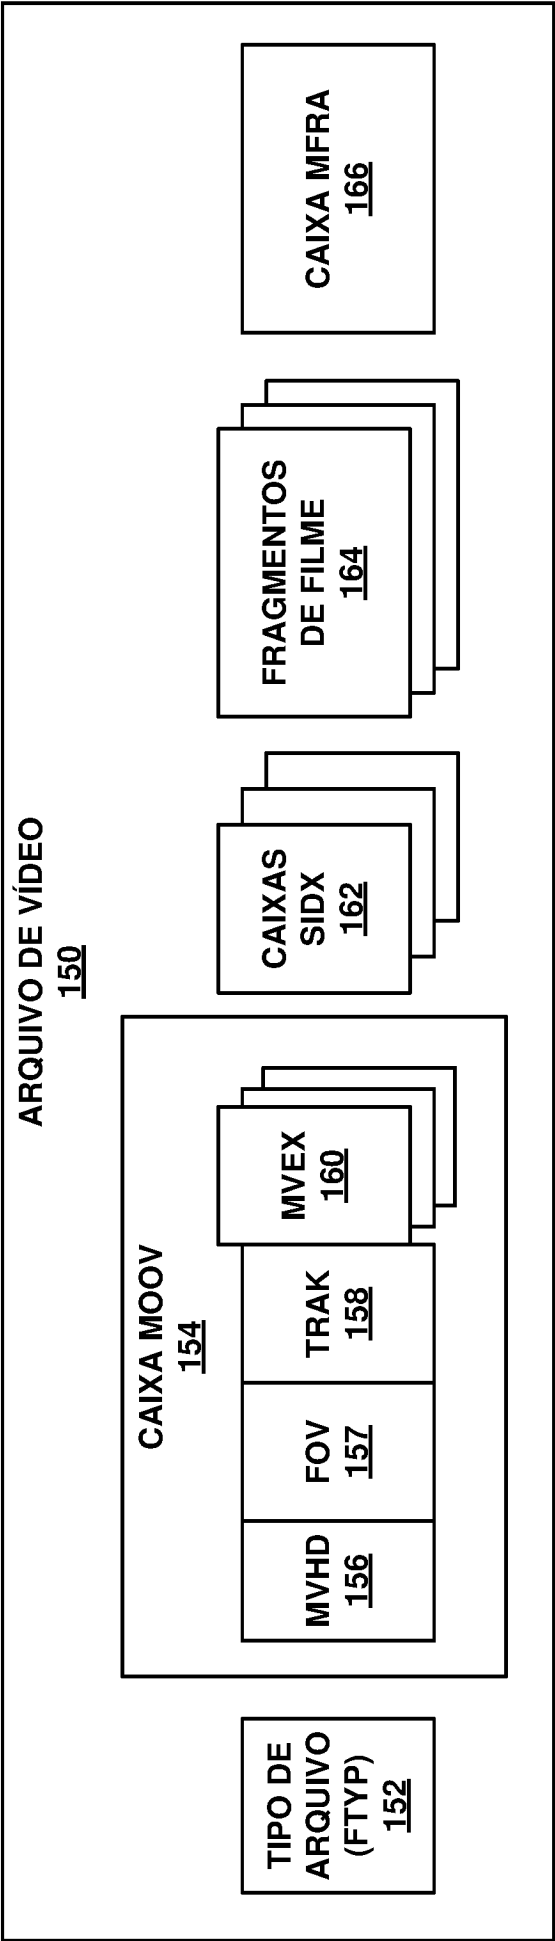 ARQUIVO DE VÍDEO
150
TIPO DE
ARQUIVO
(FTYP)
152
CAIXA MOOV
154
MVHD
156
FOV
157
TRAK
158
MVEX
160
CAIXAS
SIDX
162
FRAGMENTOS
DE FILME
164
CAIXA MFRA
166